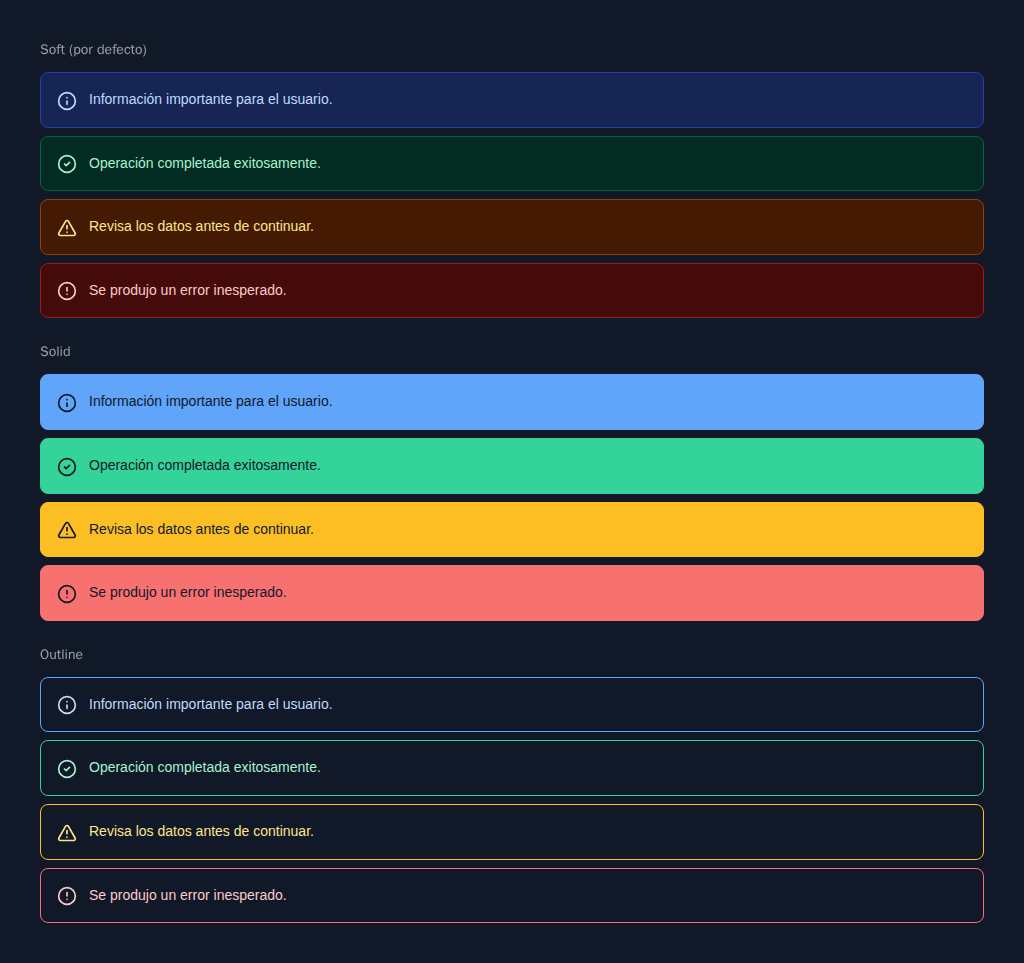 Soft (por defecto)
Información importante para el usuario.
Operación completada exitosamente.
Revisa los datos antes de continuar.
Se produjo un error inesperado.
Solid
Información importante para el usuario.
Operación completada exitosamente.
Revisa los datos antes de continuar.
Se produjo un error inesperado.
Outline
Información importante para el usuario.
Operación completada exitosamente.
Revisa los datos antes de continuar.
Se produjo un error inesperado.